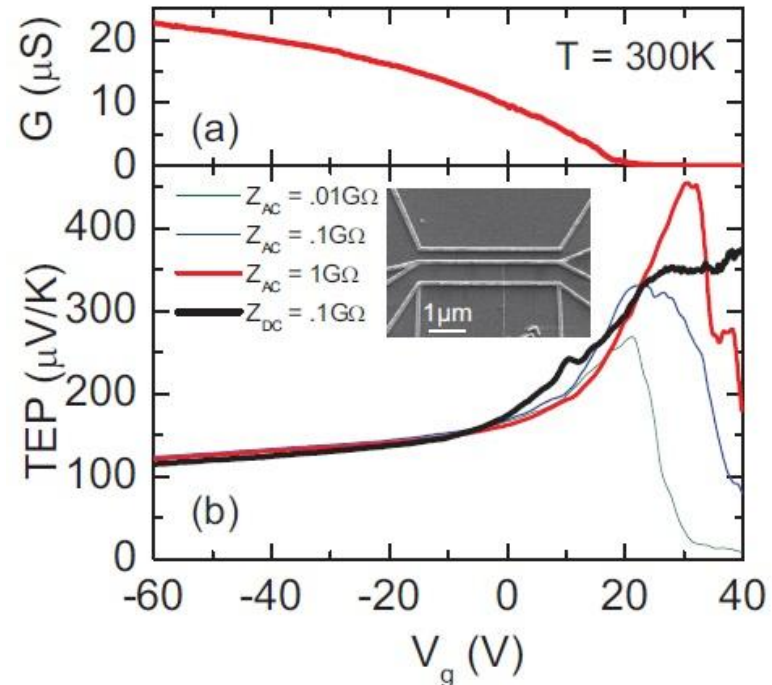 20
10
0
G (μS)
T = 300K
(a)
400
300
200
100
0
TEP (μV/K)
Z_AC = .01GΩ
Z_AC = .1GΩ
Z_AC = 1GΩ
Z_DC = .1GΩ
1μm
(b)
-60 -40 -20 0 20 40
V_g (V)